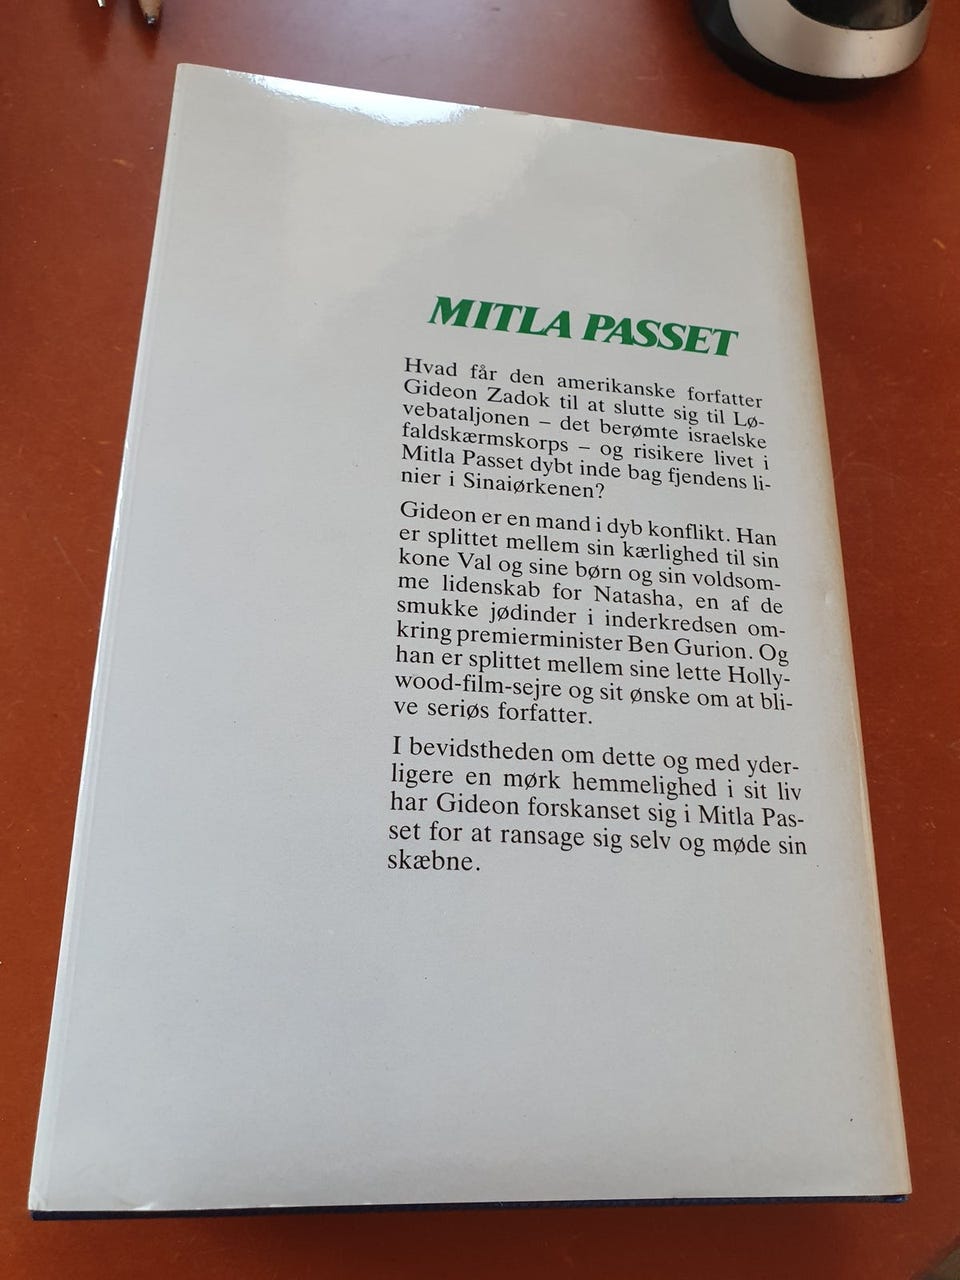 MITLA PASSET
Hvad får den amerikanske forfatter
Gideon Zadok til at slutte sig til Lø-
vebataljonen – det berømte israelske
faldskærmskorps – og risikere livet i
Mitla Passet dybt inde bag fjendens li-
nier i Sinaiørkenen?
Gideon er en mand i dyb konflikt. Han
er splittet mellem sin kærlighed til sin
kone Val og sine børn og sin voldsom-
me lidenskab for Natasha, en af de
smukke jødinder i inderkredsen om-
kring premierminister Ben Gurion. Og
han er splittet mellem sine lette Holly-
wood-film-sejre og sit ønske om at bli-
ve seriøs forfatter.
I bevidstheden om dette og med yder-
ligere en mørk hemmelighed i sit liv
har Gideon forskanset sig i Mitla Pas-
set for at ransage sig selv og møde sin
skæbne.